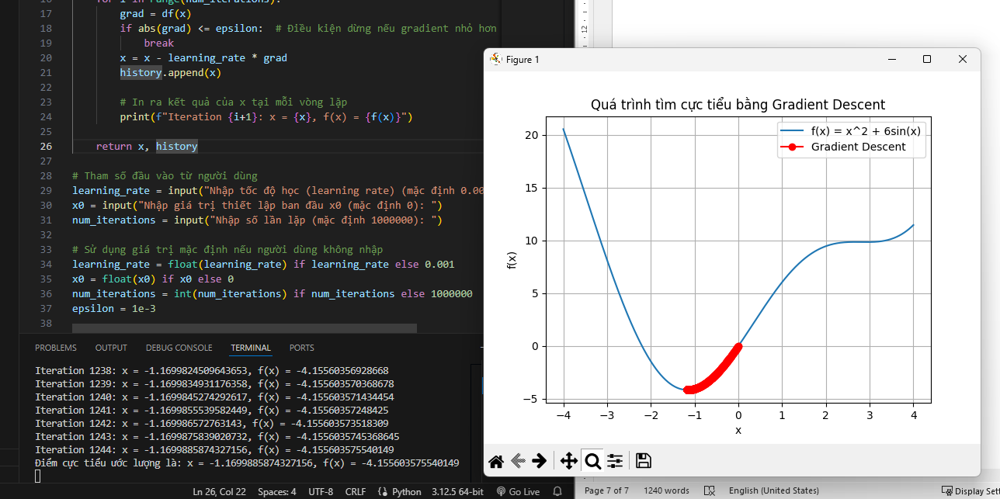 16 for i in range(num_iterations):
17 grad = df(x)
18 if abs(grad) <= epsilon: # Điều kiện dừng nếu gradient nhỏ hơn
19 break
20 x = x - learning_rate * grad
21 history.append(x)
22
23 # In ra kết quả của x tại mỗi vòng lặp
24 print(f"Iteration {i+1}: x = {x}, f(x) = {f(x)}")
25
26 return x, history
27
28 # Tham số đầu vào từ người dùng
29 learning_rate = input("Nhập tốc độ học (learning rate) (mặc định 0.00
30 x0 = input("Nhập giá trị thiết lập ban đầu x0 (mặc định 0): ")
31 num_iterations = input("Nhập số lần lặp (mặc định 1000000): ")
32
33 # Sử dụng giá trị mặc định nếu người dùng không nhập
34 learning_rate = float(learning_rate) if learning_rate else 0.001
35 x0 = float(x0) if x0 else 0
36 num_iterations = int(num_iterations) if num_iterations else 1000000
37 epsilon = 1e-3
38
PROBLEMS OUTPUT DEBUG CONSOLE TERMINAL PORTS
Iteration 1238: x = -1.1699824509643653, f(x) = -4.15560356928668
Iteration 1239: x = -1.1699834931176358, f(x) = -4.15560370368678
Iteration 1240: x = -1.1699845274292617, f(x) = -4.15560371434454
Iteration 1241: x = -1.1699855539582449, f(x) = -4.15560357248425
Iteration 1242: x = -1.169986572763143, f(x) = -4.155603573518309
Iteration 1243: x = -1.1699875839020732, f(x) = -4.155603574536​8645
Iteration 1244: x = -1.1699885874327156, f(x) = -4.155603575540149
Điểm cực tiểu ước lượng là: x = -1.1699885874327156, f(x) = -4.155603575540149
Ln 26, Col 22 Spaces: 4 UTF-8 CRLF Python 3.12.5 64-bit Go Live
12
Figure 1
Quá trình tìm cực tiểu bằng Gradient Descent
f(x) = x^2 + 6sin(x)
Gradient Descent
20
15
10
5
0
−5
f(x)
−4 −3 −2 −1 0 1 2 3 4
x
Page 7 of 7 1240 words English (United States) Display Set